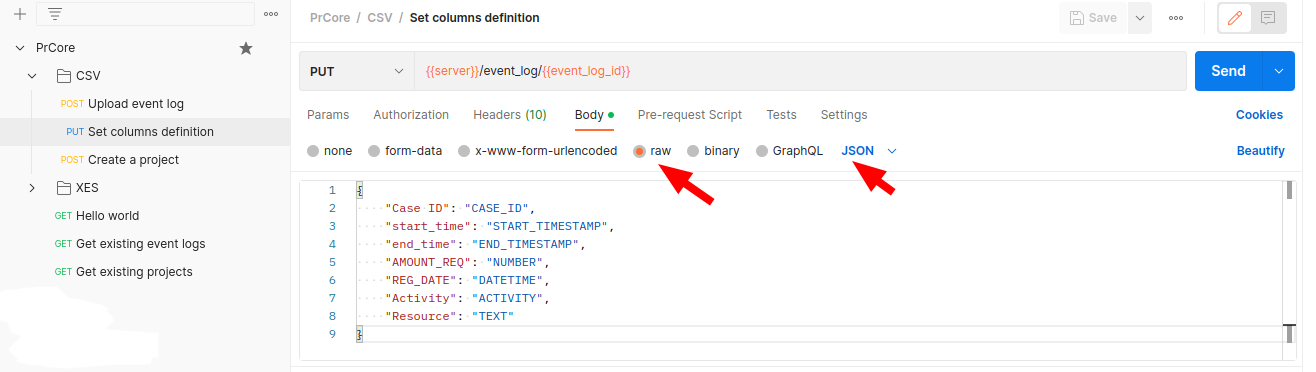 PrCore
CSV
POST Upload event log
PUT Set columns definition
POST Create a project
XES
GET Hello world
GET Get existing event logs
GET Get existing projects
PrCore / CSV / Set columns definition
Save
PUT
{{server}}/event_log/{{event_log_id}}
Send
Params Authorization Headers (10) Body Pre-request Script Tests Settings
Cookies
none form-data x-www-form-urlencoded raw binary GraphQL JSON
Beautify
1 {
2 "Case ID": "CASE_ID",
3 "start_time": "START_TIMESTAMP",
4 "end_time": "END_TIMESTAMP",
5 "AMOUNT_REQ": "NUMBER",
6 "REG_DATE": "DATETIME",
7 "Activity": "ACTIVITY",
8 "Resource": "TEXT"
9 }